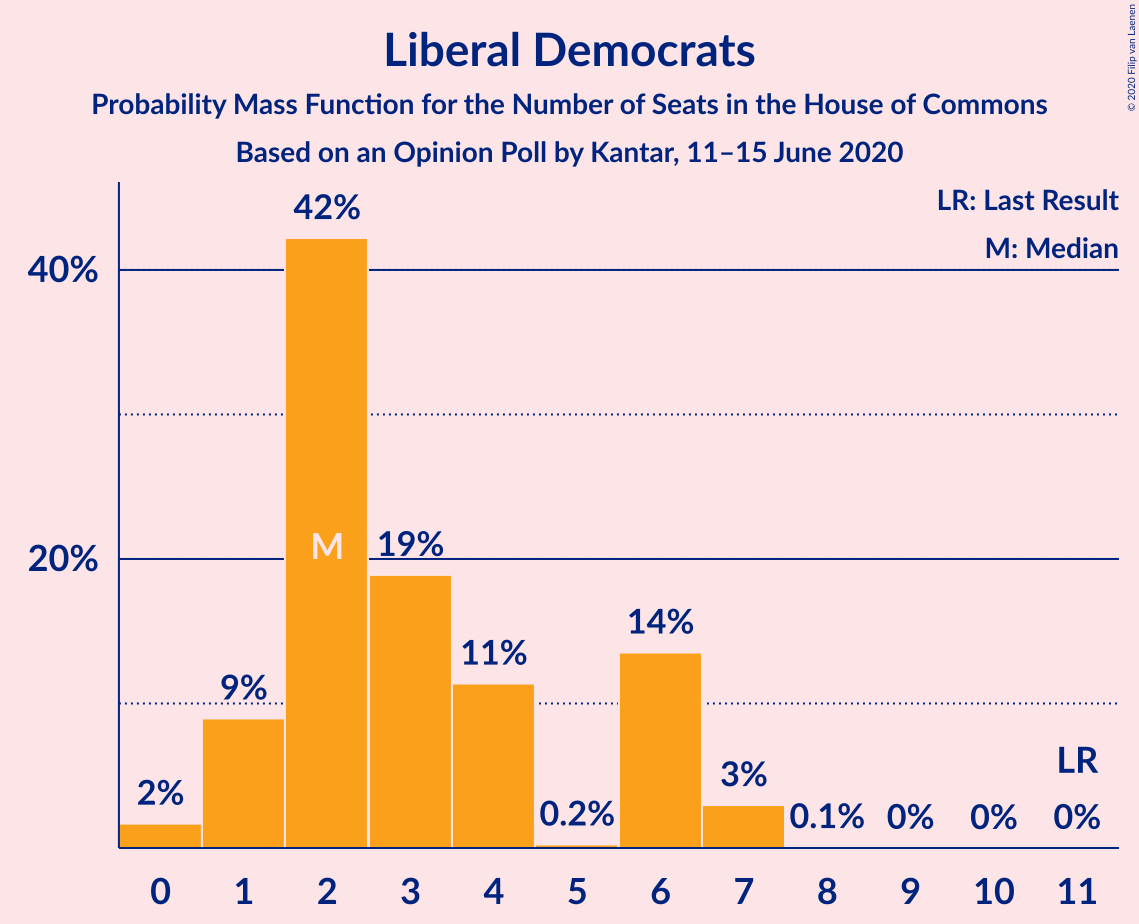 Liberal Democrats
Probability Mass Function for the Number of Seats in the House of Commons
Based on an Opinion Poll by Kantar, 11–15 June 2020
© 2020 Filip van Laenen
LR: Last Result
M: Median
40%
20%
2%
9%
42%
M
19%
11%
0.2%
14%
3%
0.1%
0%
0%
LR
0%
0 1 2 3 4 5 6 7 8 9 10 11